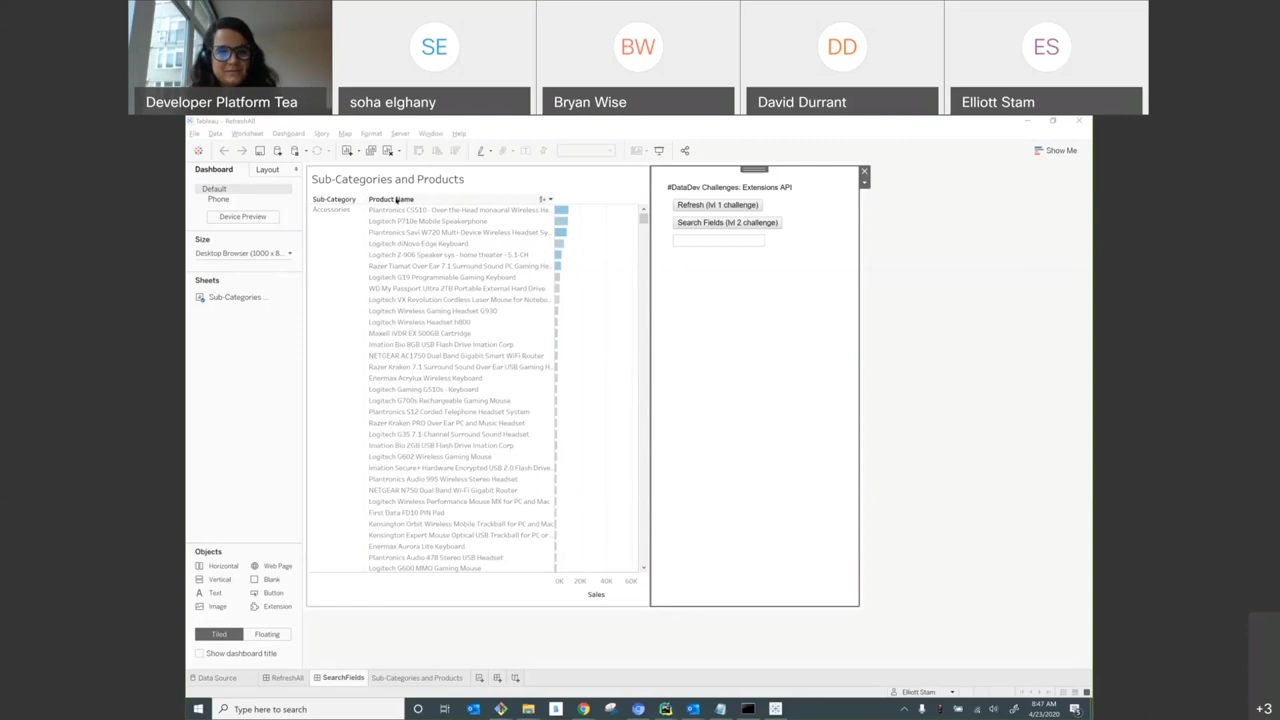 SE
BW
DD
ES
Developer Platform Tea
soha elghany
Bryan Wise
David Durrant
Elliott Stam
Tableau - RefreshAll
File Data Worksheet Dashboard Story Map Format Server Window Help
Show Me
Dashboard Layout
Default
Phone
Device Preview
Size
Desktop Browser (1000 x 8...
Sheets
Sub-Categories ...
Objects
Horizontal Web Page
Vertical Blank
Text Button
Image Extension
Tiled Floating
Show dashboard title
Sub-Categories and Products
Sub-Category Product Name
Accessories Plantronics CS510 - Over-the-Head monaural Wireless He..
Logitech P710e Mobile Speakerphone
Plantronics Savi W720 Multi-Device Wireless Headset Sy..
Logitech diNovo Edge Keyboard
Logitech Z-906 Speaker sys - home theater - 5.1-CH
Razer Tiamat Over Ear 7.1 Surround Sound PC Gaming He..
Logitech G19 Programmable Gaming Keyboard
WD My Passport Ultra 2TB Portable External Hard Drive
Logitech VX Revolution Cordless Laser Mouse for Notebo..
Logitech Wireless Gaming Headset G930
Logitech Wireless Headset h800
Maxell iVDR EX 500GB Cartridge
Imation Bio 8GB USB Flash Drive Imation Corp
NETGEAR AC1750 Dual Band Gigabit Smart WiFi Router
Razer Kraken 7.1 Surround Sound Over Ear USB Gaming H..
Enermax Acrylux Wireless Keyboard
Logitech Gaming G510s - Keyboard
Logitech G700s Rechargeable Gaming Mouse
Plantronics S12 Corded Telephone Headset System
Razer Kraken PRO Over Ear PC and Music Headset
Logitech G35 7.1-Channel Surround Sound Headset
Imation Bio 2GB USB Flash Drive Imation Corp
Logitech G602 Wireless Gaming Mouse
Imation Secure+ Hardware Encrypted USB 2.0 Flash Drive..
Plantronics Audio 995 Wireless Stereo Headset
NETGEAR N750 Dual Band Wi-Fi Gigabit Router
Logitech Wireless Performance Mouse MX for PC and Mac
First Data FD10 PIN Pad
Kensington Orbit Wireless Mobile Trackball for PC and Mac
Kensington Expert Mouse Optical USB Trackball for PC or ..
Enermax Aurora Lite Keyboard
Plantronics Audio 478 Stereo USB Headset
Logitech G600 MMO Gaming Mouse
0K 20K 40K 60K
Sales
#DataDev Challenges: Extensions API
Refresh (lvl 1 challenge)
Search Fields (lvl 2 challenge)
Data Source RefreshAll SearchFields Sub-Categories and Products
Elliott Stam
Type here to search
8:47 AM
4/23/2020
+3